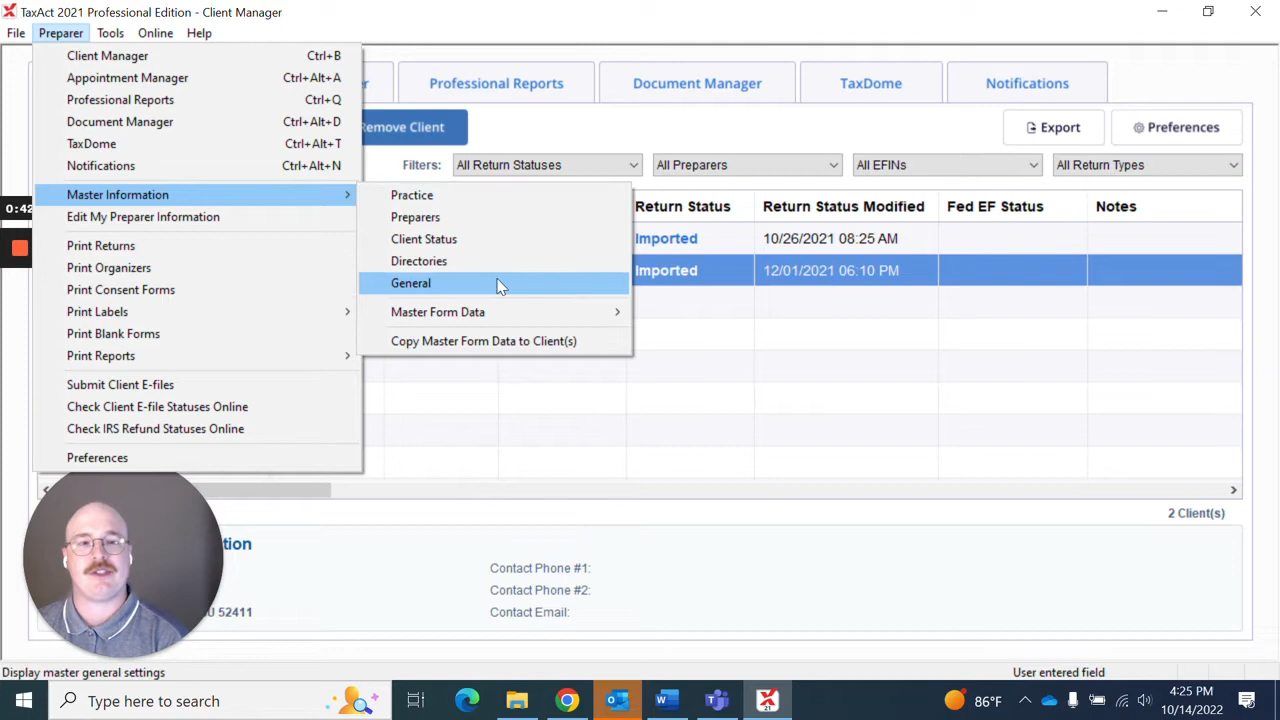 TaxAct 2021 Professional Edition - Client Manager
File Preparer Tools Online Help
Client Manager Ctrl+B
Appointment Manager Ctrl+Alt+A
Professional Reports Ctrl+Q
Document Manager Ctrl+Alt+D
TaxDome Ctrl+Alt+T
Notifications Ctrl+Alt+N
Master Information
Edit My Preparer Information
Print Returns
Print Organizers
Print Consent Forms
Print Labels
Print Blank Forms
Print Reports
Submit Client E-files
Check Client E-file Statuses Online
Check IRS Refund Statuses Online
Preferences
Practice
Preparers
Client Status
Directories
General
Master Form Data
Copy Master Form Data to Client(s)
Professional Reports Document Manager TaxDome Notifications
emove Client Export Preferences
Filters: All Return Statuses All Preparers All EFINs All Return Types
Return Status Return Status Modified Fed EF Status Notes
Imported 10/26/2021 08:25 AM
Imported 12/01/2021 06:10 PM
0:42
2 Client(s)
tion
Contact Phone #1:
Contact Phone #2:
52411 Contact Email:
Display master general settings User entered field
Type here to search
21
86°F
4:25 PM
10/14/2022